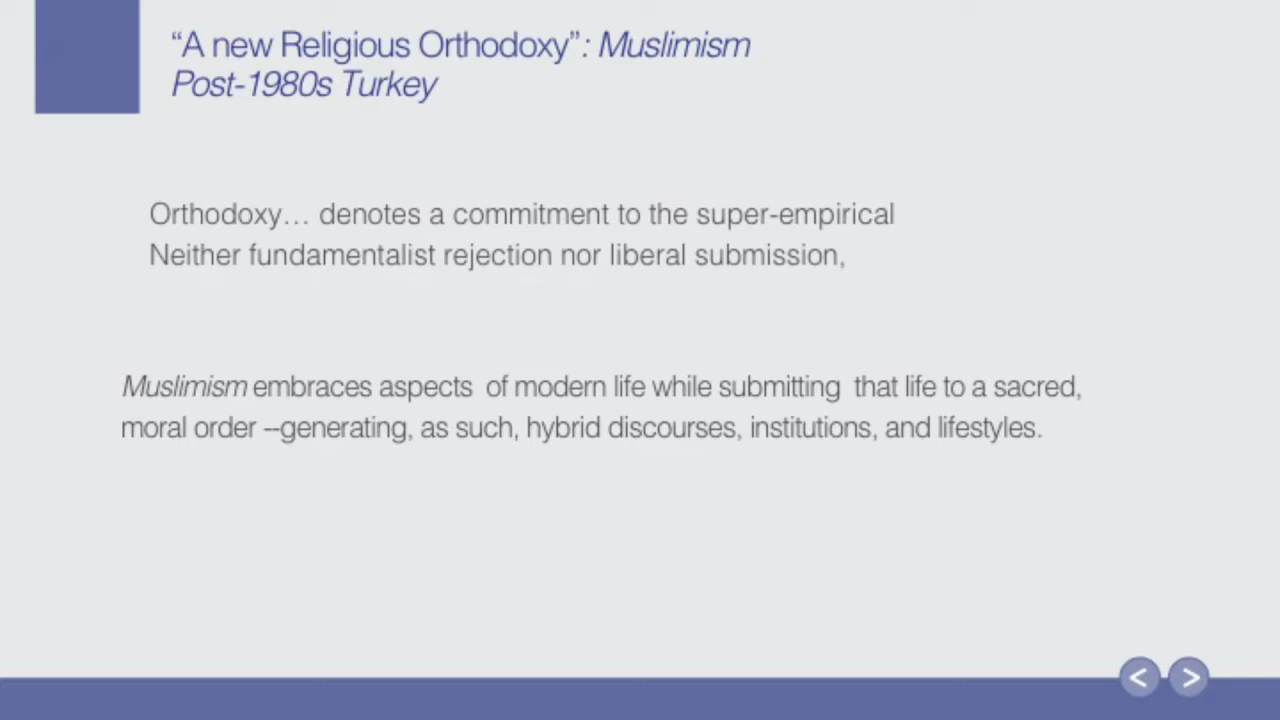 “A new Religious Orthodoxy”: Muslimism
Post-1980s Turkey
Orthodoxy… denotes a commitment to the super-empirical
Neither fundamentalist rejection nor liberal submission,
Muslimism embraces aspects of modern life while submitting that life to a sacred,
moral order --generating, as such, hybrid discourses, institutions, and lifestyles.
< >